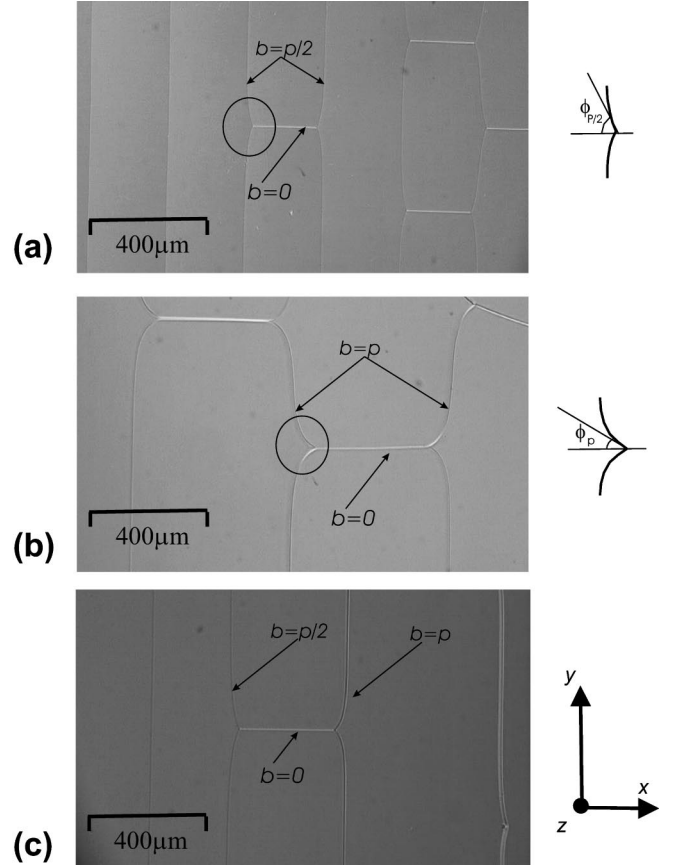 b=p/2
b=0
400μm
(a)
ϕP/2
b=p
b=0
400μm
(b)
ϕp
b=p/2
b=p
b=0
400μm
(c)
y
x
z